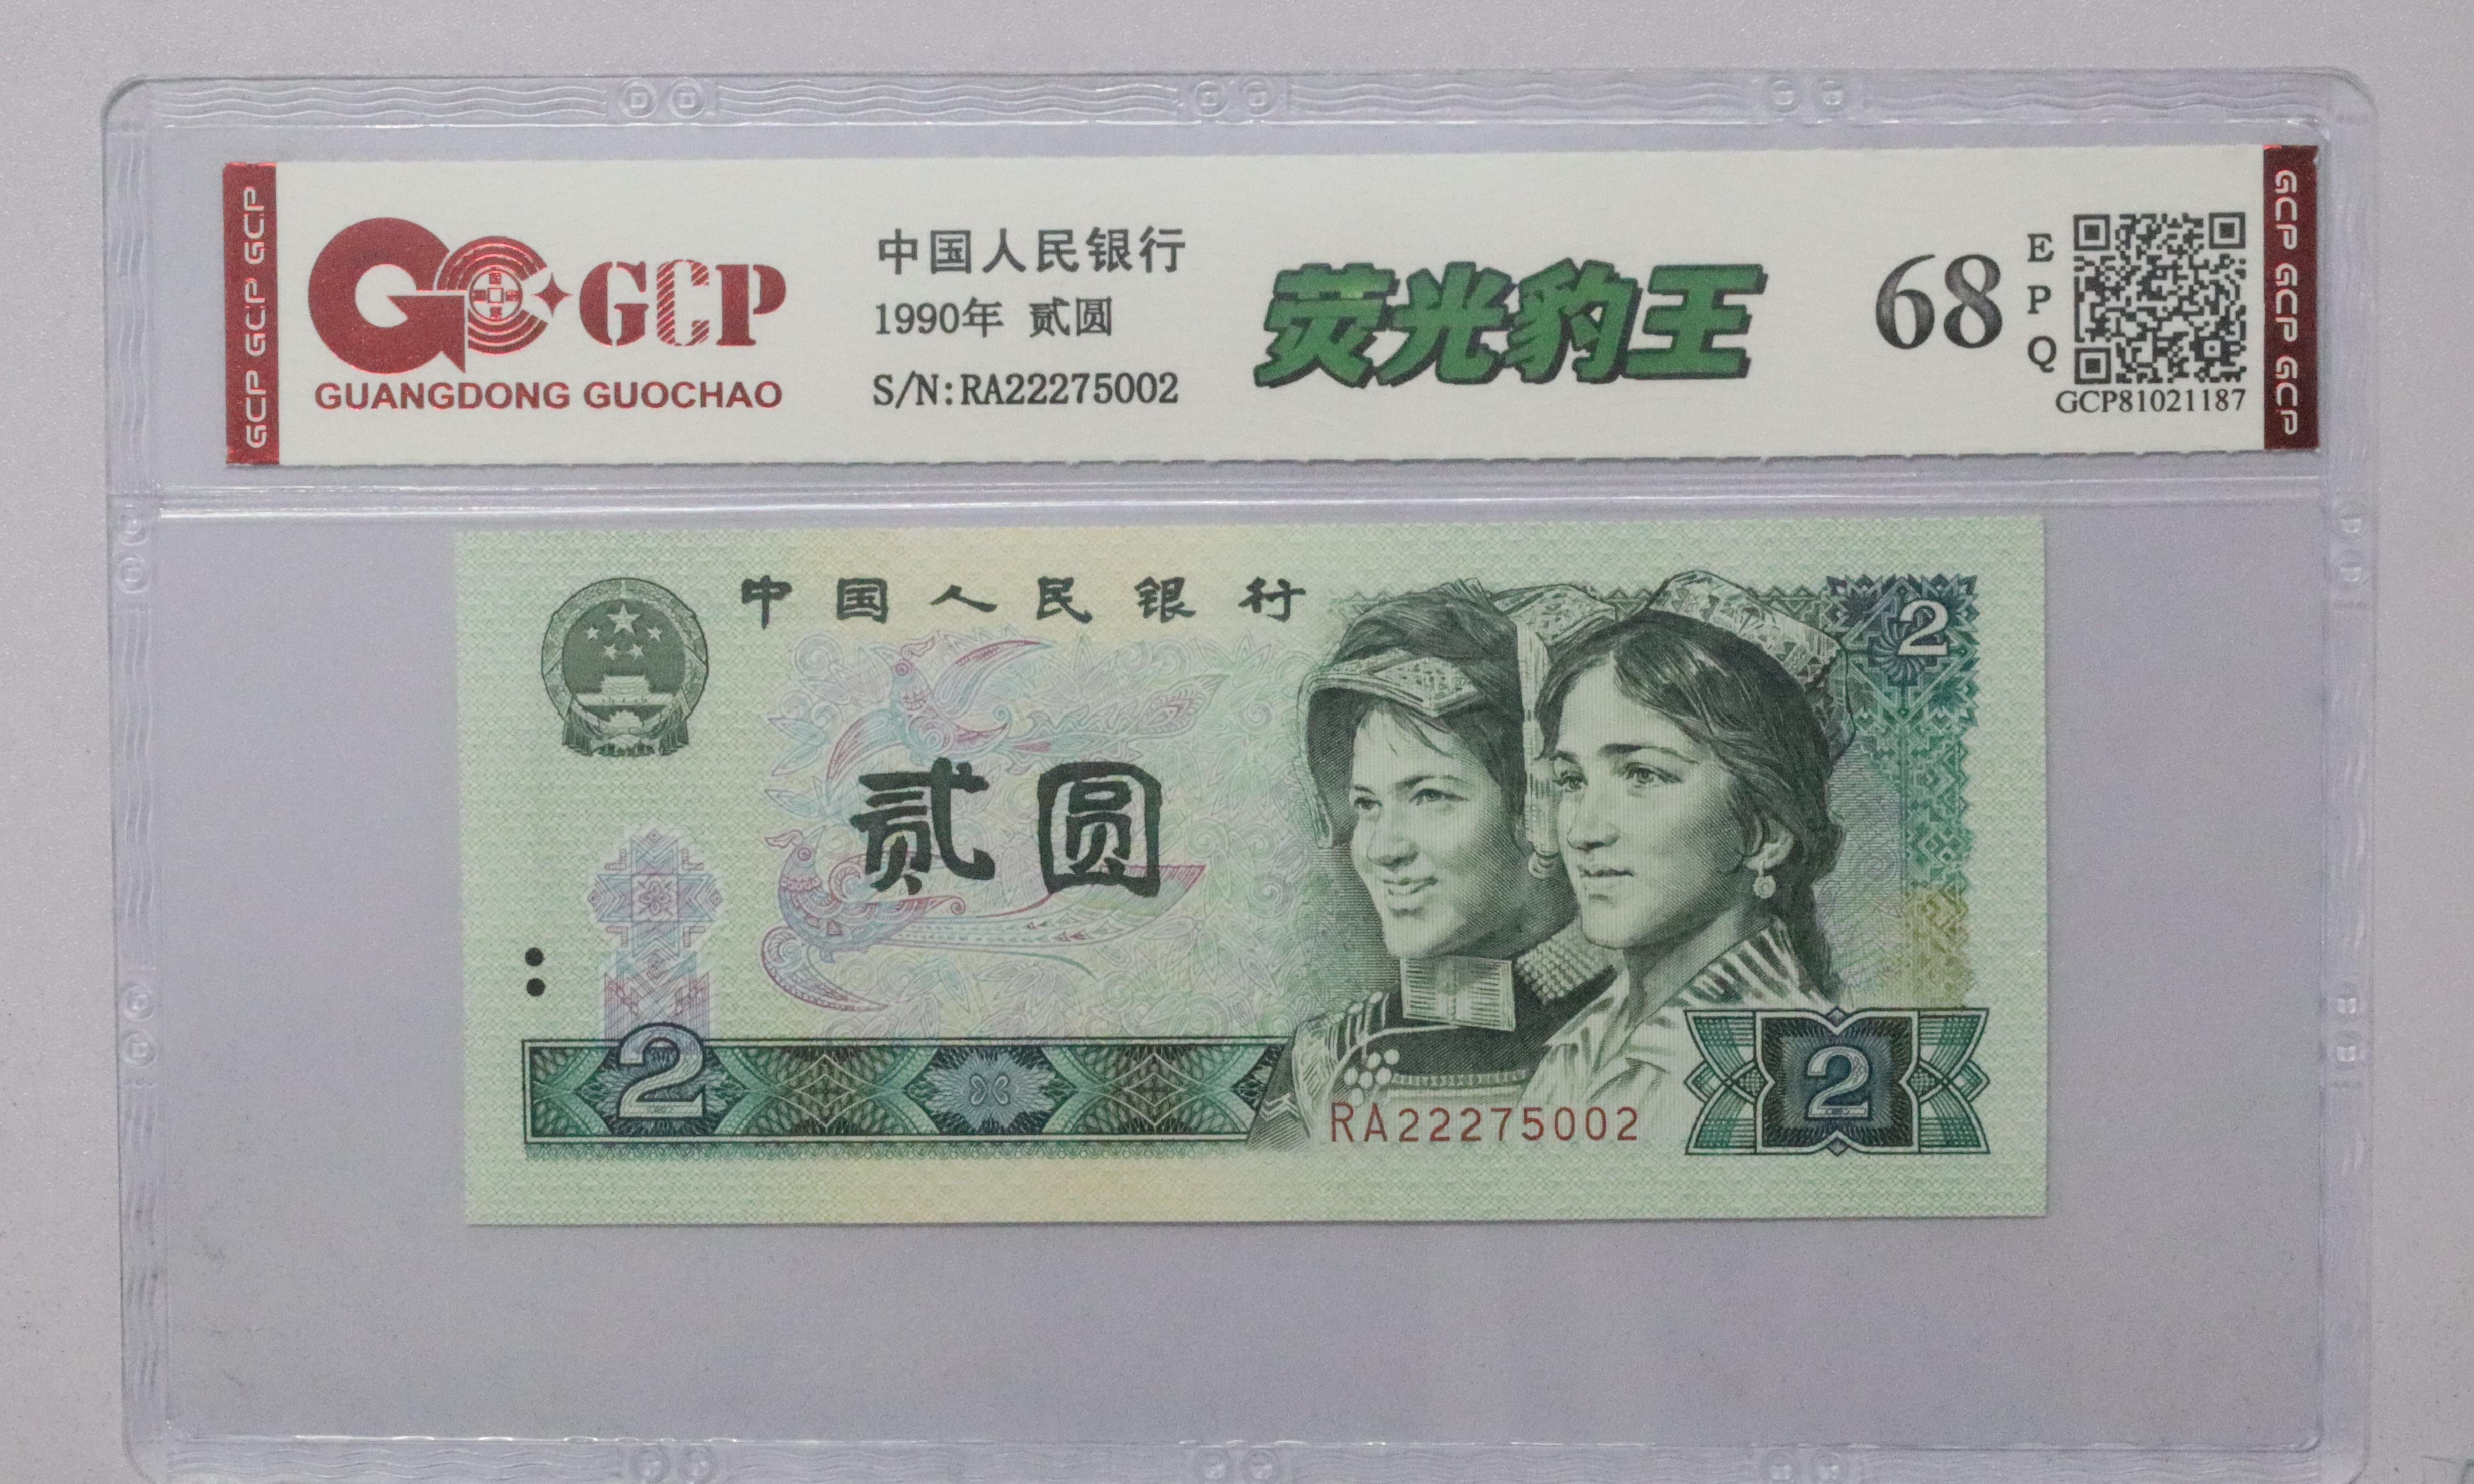 GCP GCP GCP
GCP
GUANGDONG GUOCHAO
中国人民银行
1990年 贰圆
S/N:RA22275002
荧光豹王
68
E
P
Q
GCP81021187
GCP GCP GCP
中国人民银行
2
贰圆
2
RA22275002
2